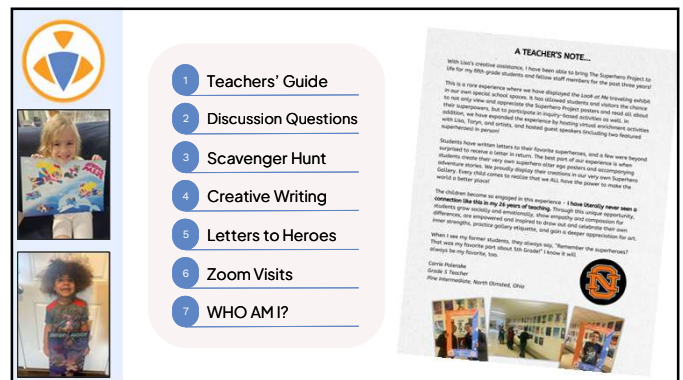 1 Teachers' Guide
2 Discussion Questions
3 Scavenger Hunt
4 Creative Writing
5 Letters to Heroes
6 Zoom Visits
7 WHO AM I?
A TEACHER'S NOTE...
With Lisa's creative assistance, I have been able to bring The Superhero Project to
life for my fifth grade students and fellow staff members for the past three years!
This is a rare experience where we have displayed the Look at Me traveling exhibit
in our own special school spaces. It has allowed students and visitors the chance
to not only view and appreciate the Superhero Project posters and read all about
their superpowers, but to participate in inquiry-based activities as well. In
addition, we have expanded the experience by hosting virtual enrichment activities
with Lisa, Taryn, and artists, and hosted guest speakers (including two featured
superheroes) in person!
Students have written letters to their favorite superheroes, and a few were beyond
surprised to receive a letter in return. The best part of our experience is when
students create their very own superhero alter ego posters and accompanying
adventure stories. We proudly display their creations in our very own Superhero
Gallery. Every child comes to realize that we ALL have the power to make the
world a better place!
The children become so engaged in this experience - I have literally never seen a
connection like this in my 26 years of teaching. Through this unique opportunity,
students grow socially and emotionally, show empathy and compassion for
differences, are empowered and inspired to draw out and celebrate their own
inner strengths, practice gallery etiquette, and gain a deeper appreciation for art.
When I see my former students, they always say, "Remember the superheroes?
That was my favorite part about 5th Grade!" I know it will
always be my favorite, too.
Carrie Polenske
Grade 5 Teacher
Pine Intermediate, North Olmsted, Ohio